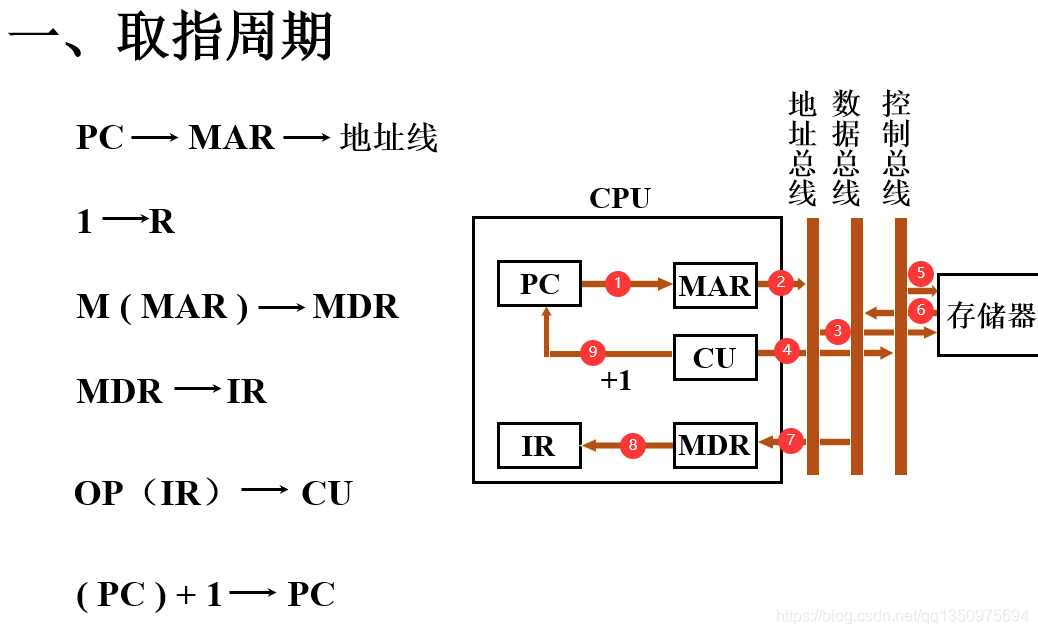 一、取指周期
PC → MAR → 地址线
1 → R
M ( MAR ) → MDR
MDR → IR
OP（IR） → CU
( PC ) + 1 → PC
地址总线
数据总线
控制总线
CPU
PC
1
MAR
2
5
6
存储器
3
9
CU
4
+1
IR
8
MDR
7
https://blog.csdn.net/qq1350975694